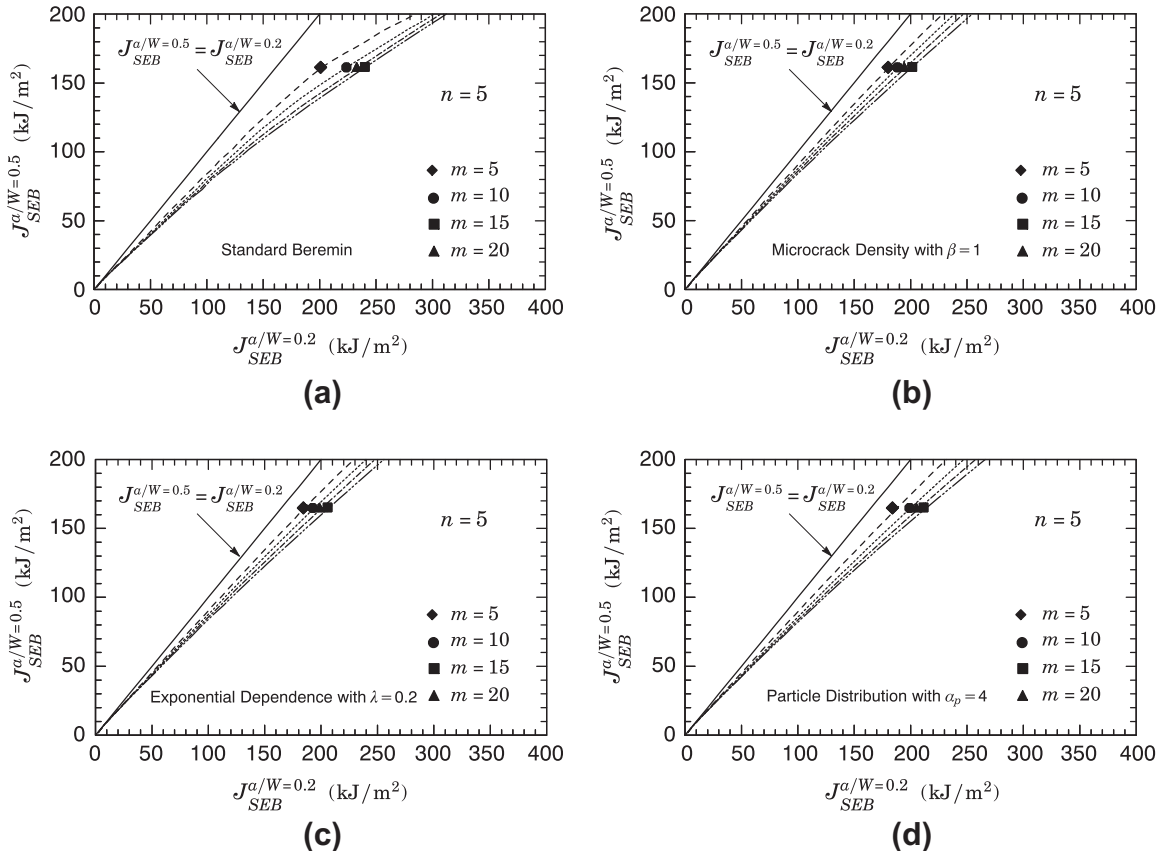 200
150
100
50
0
0 50 100 150 200 250 300 350 400
J_{SEB}^{a/W=0.5} (kJ/m²)
J_{SEB}^{a/W=0.5} = J_{SEB}^{a/W=0.2}
n = 5
m = 5
m = 10
m = 15
m = 20
Standard Beremin
J_{SEB}^{a/W=0.2} (kJ/m²)
(a)
200
150
100
50
0
0 50 100 150 200 250 300 350 400
J_{SEB}^{a/W=0.5} (kJ/m²)
J_{SEB}^{a/W=0.5} = J_{SEB}^{a/W=0.2}
n = 5
m = 5
m = 10
m = 15
m = 20
Microcrack Density with β = 1
J_{SEB}^{a/W=0.2} (kJ/m²)
(b)
200
150
100
50
0
0 50 100 150 200 250 300 350 400
J_{SEB}^{a/W=0.5} (kJ/m²)
J_{SEB}^{a/W=0.5} = J_{SEB}^{a/W=0.2}
n = 5
m = 5
m = 10
m = 15
m = 20
Exponential Dependence with λ = 0.2
J_{SEB}^{a/W=0.2} (kJ/m²)
(c)
200
150
100
50
0
0 50 100 150 200 250 300 350 400
J_{SEB}^{a/W=0.5} (kJ/m²)
J_{SEB}^{a/W=0.5} = J_{SEB}^{a/W=0.2}
n = 5
m = 5
m = 10
m = 15
m = 20
Particle Distribution with α_p = 4
J_{SEB}^{a/W=0.2} (kJ/m²)
(d)